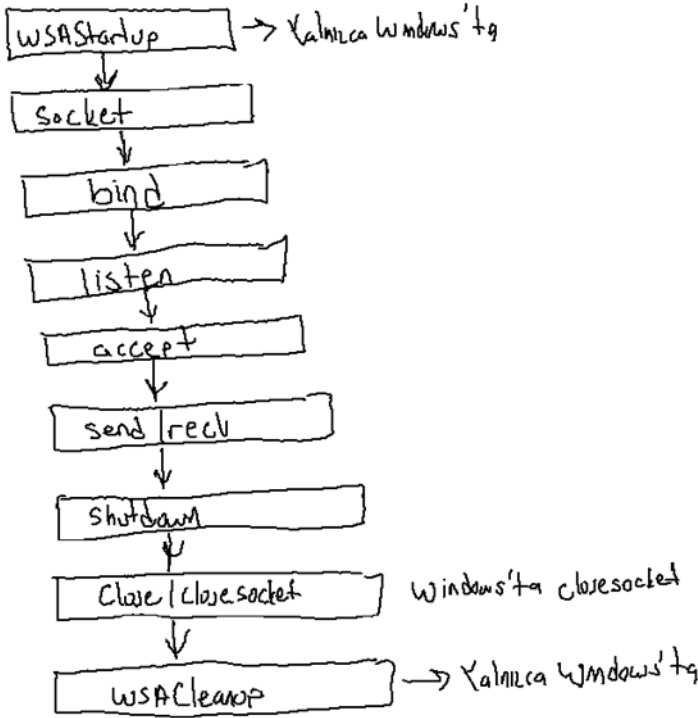 WSAStartup → Yalnızca Windows'ta
socket
bind
listen
accept
send | recv
shutdown
Close | closesocket Windows'ta closesocket
WSACleanup → Yalnızca Windows'ta